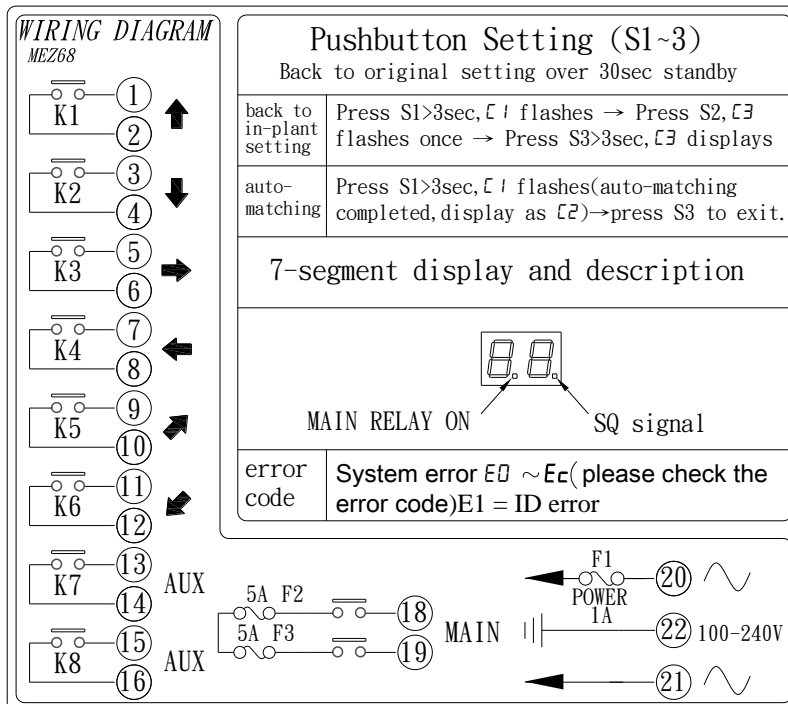 WIRING DIAGRAM
MEZ68
K1
1
2
K2
3
4
K3
5
6
K4
7
8
K5
9
10
K6
11
12
K7
13
14
AUX
K8
15
16
AUX
Pushbutton Setting (S1~3)
Back to original setting over 30sec standby
back to
in-plant
setting
Press S1>3sec,C1 flashes → Press S2,C3
flashes once → Press S3>3sec,C3 displays
auto-
matching
Press S1>3sec,C1 flashes(auto-matching
completed,display as C2)→press S3 to exit.
7-segment display and description
8.8.
MAIN RELAY ON
SQ signal
error
code
System error E0 ~Ec( please check the
error code)E1 = ID error
5A F2
18
5A F3
19
MAIN
F1
20
POWER
1A
22 100-240V
21